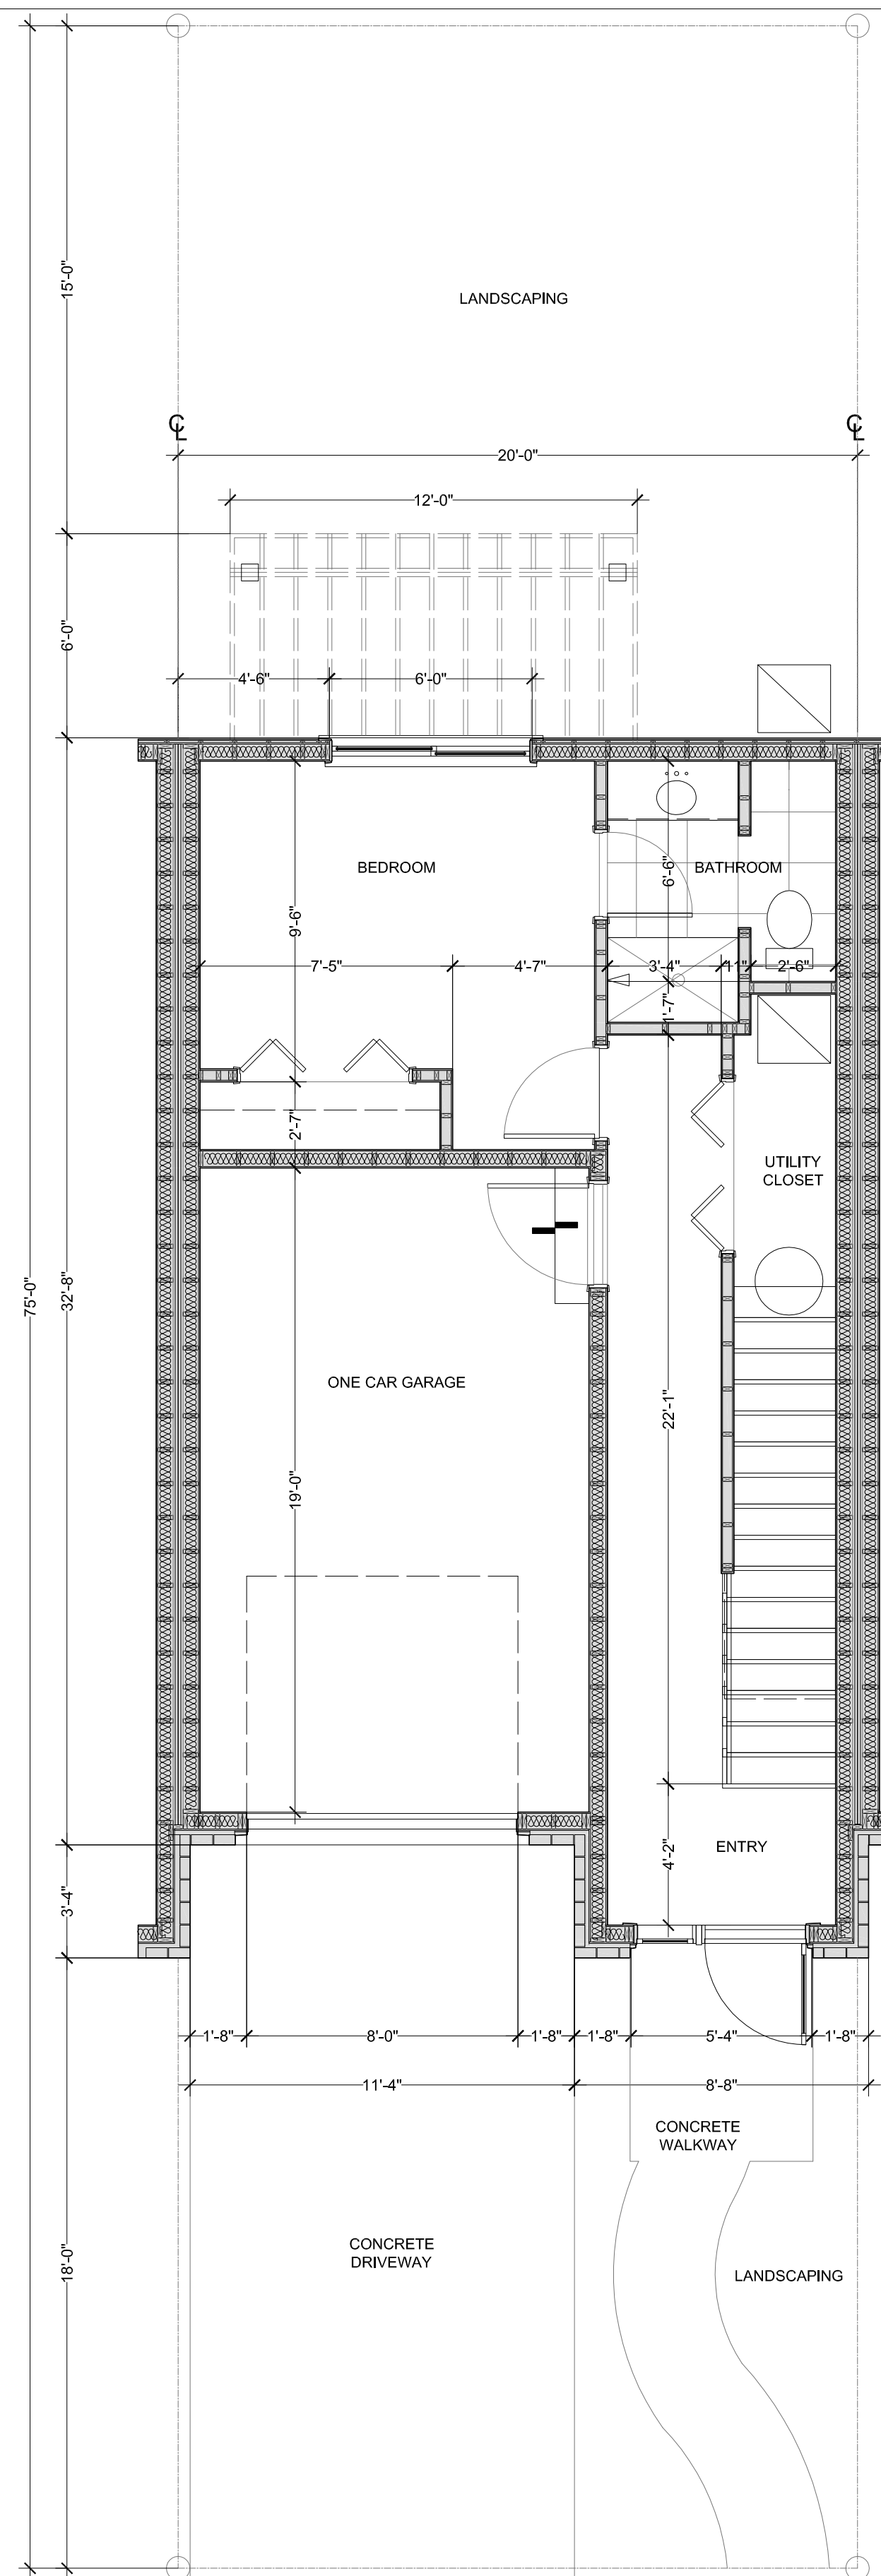 15'-0"
LANDSCAPING
℄
℄
20'-0"
12'-0"
6'-0"
4'-6"
6'-0"
BEDROOM
6'-6"
BATHROOM
9'-6"
7'-5"
4'-7"
3'-4"
11"
2'-6"
1'-7"
2'-7"
UTILITY
CLOSET
75'-0"
32'-8"
ONE CAR GARAGE
22'-1"
19'-0"
4'-2"
ENTRY
3'-4"
1'-8"
8'-0"
1'-8"
1'-8"
5'-4"
1'-8"
11'-4"
8'-8"
CONCRETE
WALKWAY
CONCRETE
DRIVEWAY
18'-0"
LANDSCAPING